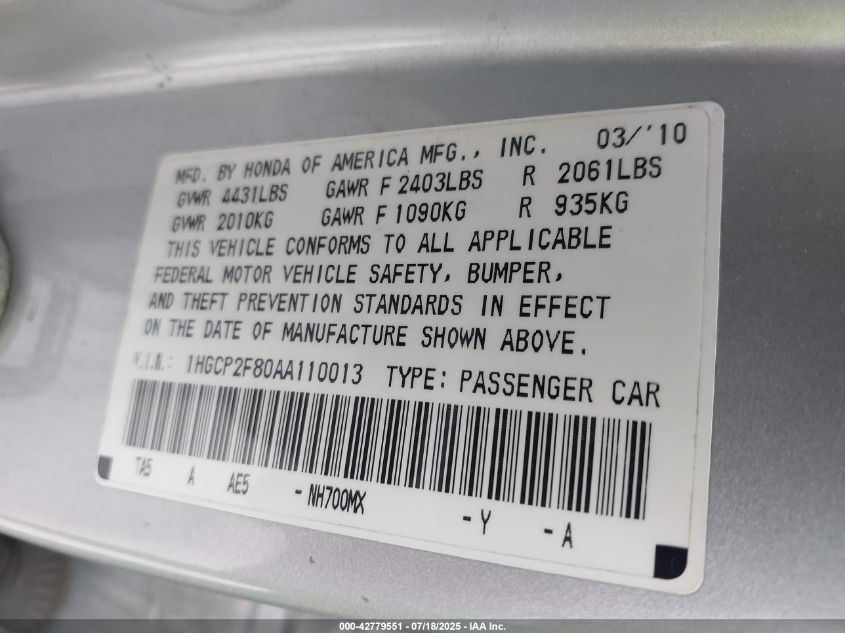 MFD. BY HONDA OF AMERICA MFG., INC. 03/'10
GVWR 4431LBS GAWR F 2403LBS R 2061LBS
GVWR 2010KG GAWR F 1090KG R 935KG
THIS VEHICLE CONFORMS TO ALL APPLICABLE
FEDERAL MOTOR VEHICLE SAFETY, BUMPER,
AND THEFT PREVENTION STANDARDS IN EFFECT
ON THE DATE OF MANUFACTURE SHOWN ABOVE.
V.I.N.: 1HGCP2F80AA110013 TYPE: PASSENGER CAR
TA5 A AE5 - NH700MX - Y - A
000-42779551 - 07/18/2025 - IAA Inc.